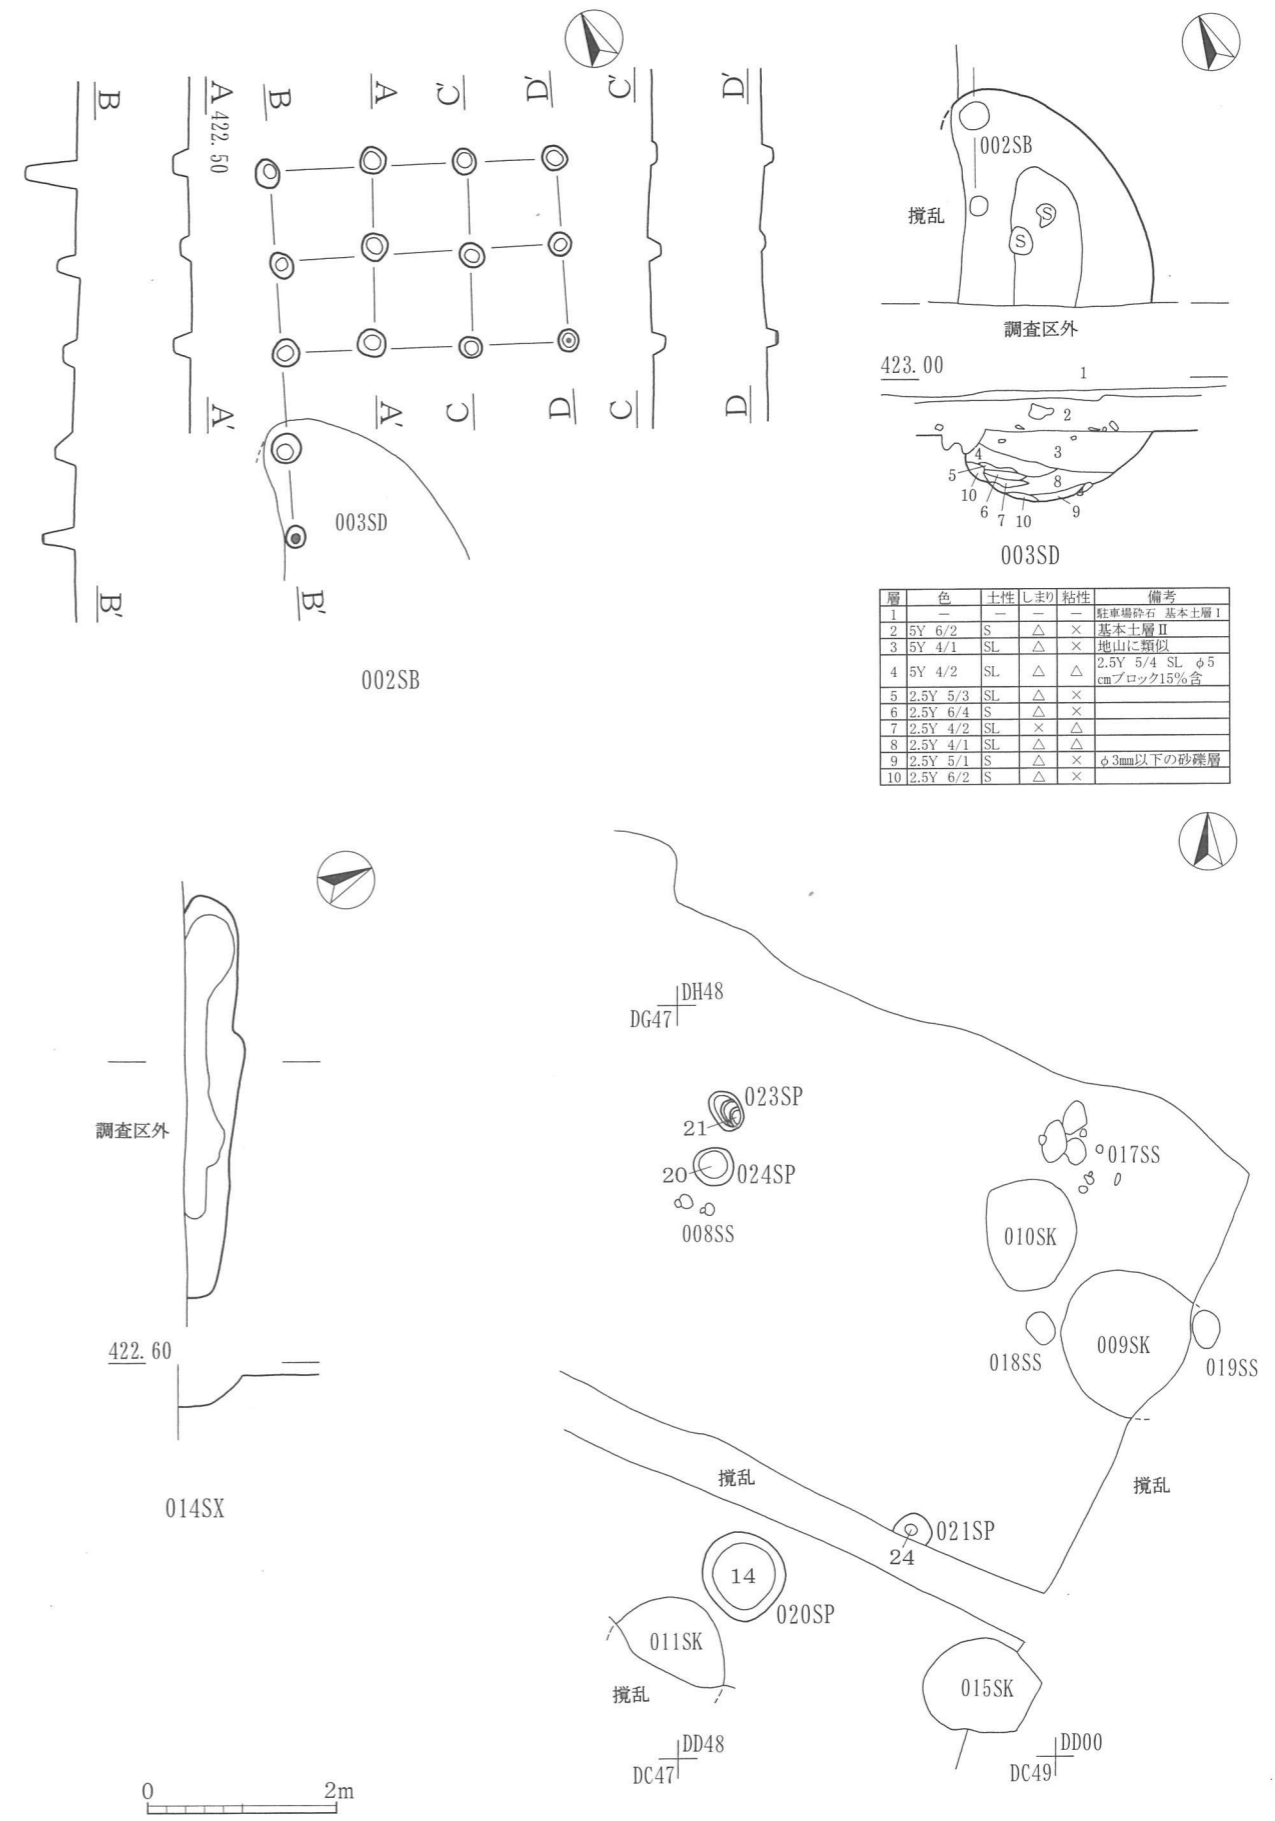 B
A
422.50
B
A
C'
D'
C'
D'
A'
A'
C
D
C
D
003SD
B'
B'
002SB
002SB
S
S
撹乱
調査区外
423.00
1
2
3
4
5
8
10
6
7
10
9
003SD
層 色 土性 しまり 粘性 備考
1 － － － － 駐車場砕石 基本土層Ⅰ
2 5Y 6/2 S △ × 基本土層Ⅱ
3 5Y 4/1 SL △ × 地山に類似
4 5Y 4/2 SL △ △ 2.5Y 5/4 SL φ5
cmブロック15％含
5 2.5Y 5/3 SL △ ×
6 2.5Y 6/4 S △ ×
7 2.5Y 4/2 SL × △
8 2.5Y 4/1 SL △ △
9 2.5Y 5/1 S △ × φ3mm以下の砂礫層
10 2.5Y 6/2 S △ ×
調査区外
422.60
014SX
DH48
DG47
023SP
21
20
024SP
008SS
017SS
010SK
018SS
009SK
019SS
撹乱
撹乱
021SP
24
14
020SP
011SK
撹乱
015SK
DD48
DC47
DD00
DC49
0 2m